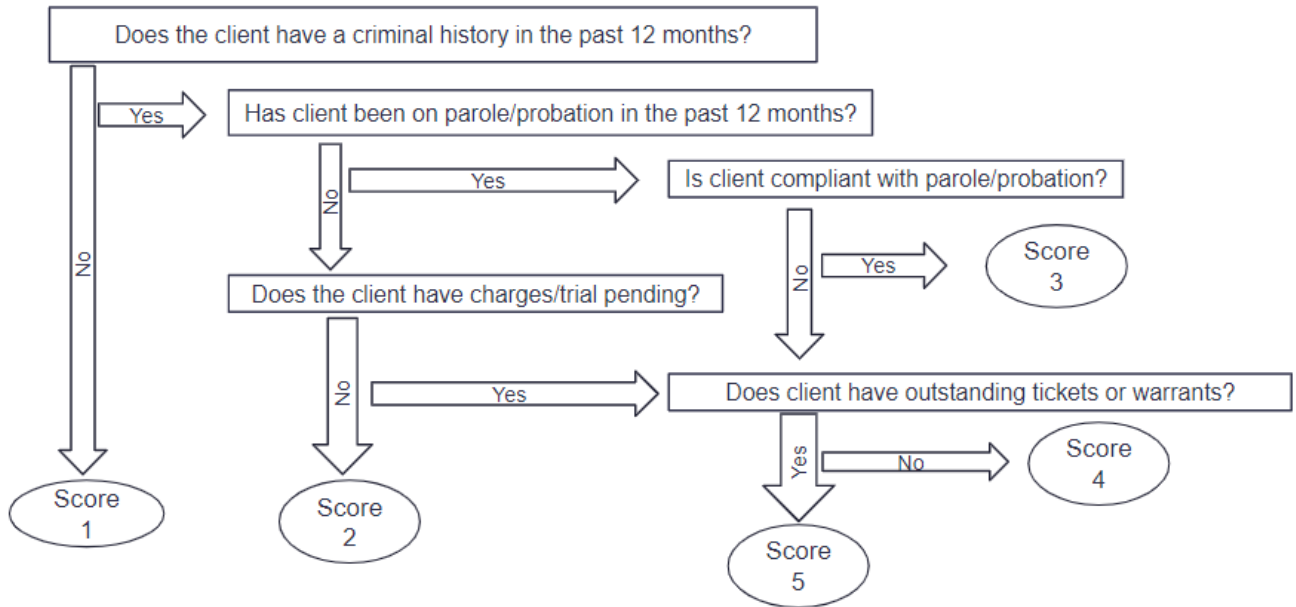 Does the client have a criminal history in the past 12 months?
Yes
Has client been on parole/probation in the past 12 months?
No
No
Yes
Is client compliant with parole/probation?
No
Yes
Score
3
Does the client have charges/trial pending?
No
Yes
Does client have outstanding tickets or warrants?
Yes
No
Score
4
Score
1
Score
2
Score
5